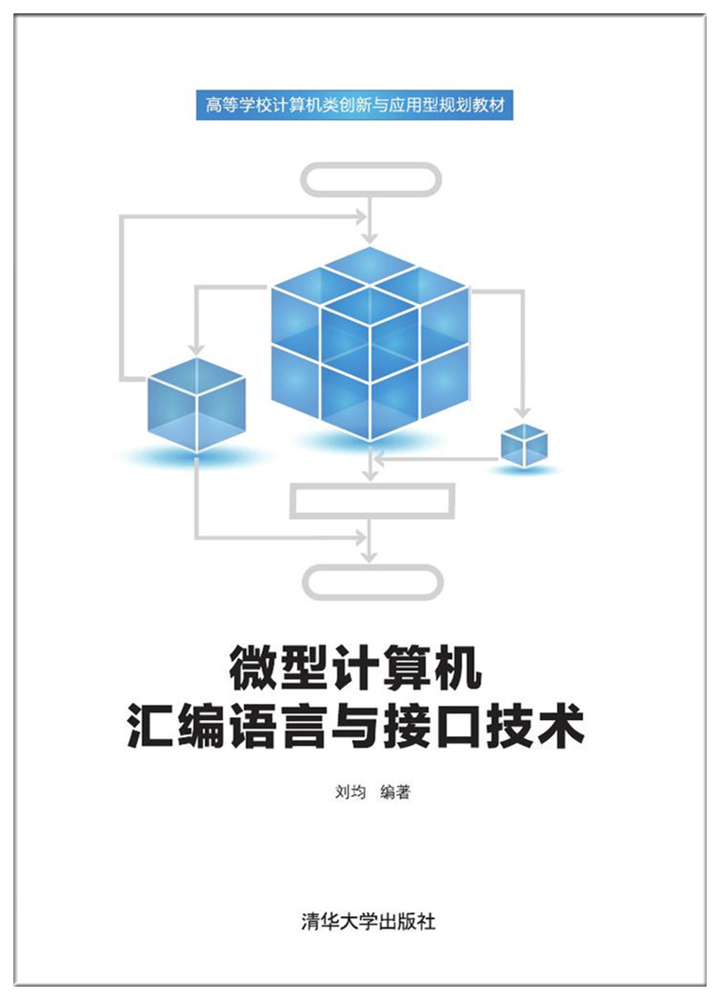 高等学校计算机类创新与应用型规划教材
微型计算机
汇编语言与接口技术
刘均 编著
清华大学出版社